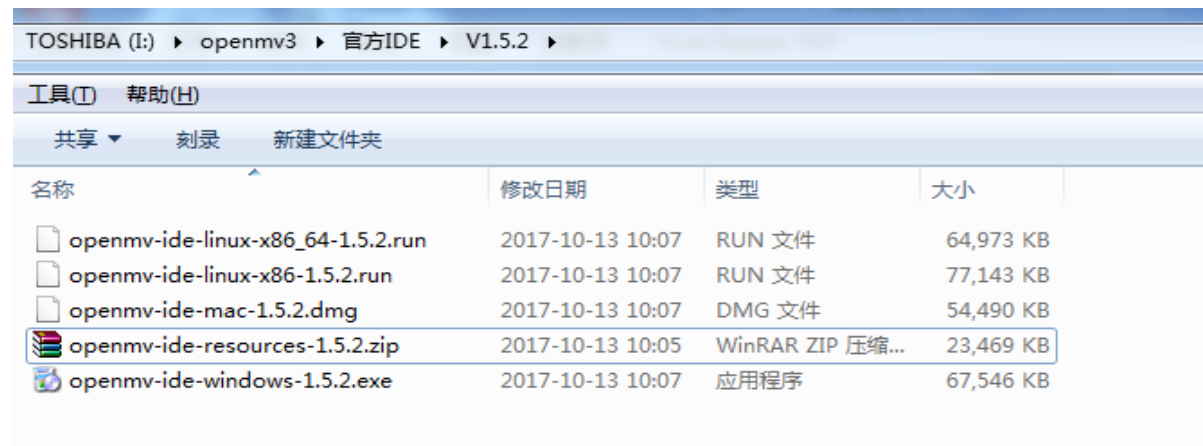 TOSHIBA (I:) ▸ openmv3 ▸ 官方IDE ▸ V1.5.2 ▸
工具(T) 帮助(H)
共享 ▾ 刻录 新建文件夹
名称 修改日期 类型 大小
openmv-ide-linux-x86_64-1.5.2.run 2017-10-13 10:07 RUN 文件 64,973 KB
openmv-ide-linux-x86-1.5.2.run 2017-10-13 10:07 RUN 文件 77,143 KB
openmv-ide-mac-1.5.2.dmg 2017-10-13 10:07 DMG 文件 54,490 KB
openmv-ide-resources-1.5.2.zip 2017-10-13 10:05 WinRAR ZIP 压缩... 23,469 KB
openmv-ide-windows-1.5.2.exe 2017-10-13 10:07 应用程序 67,546 KB